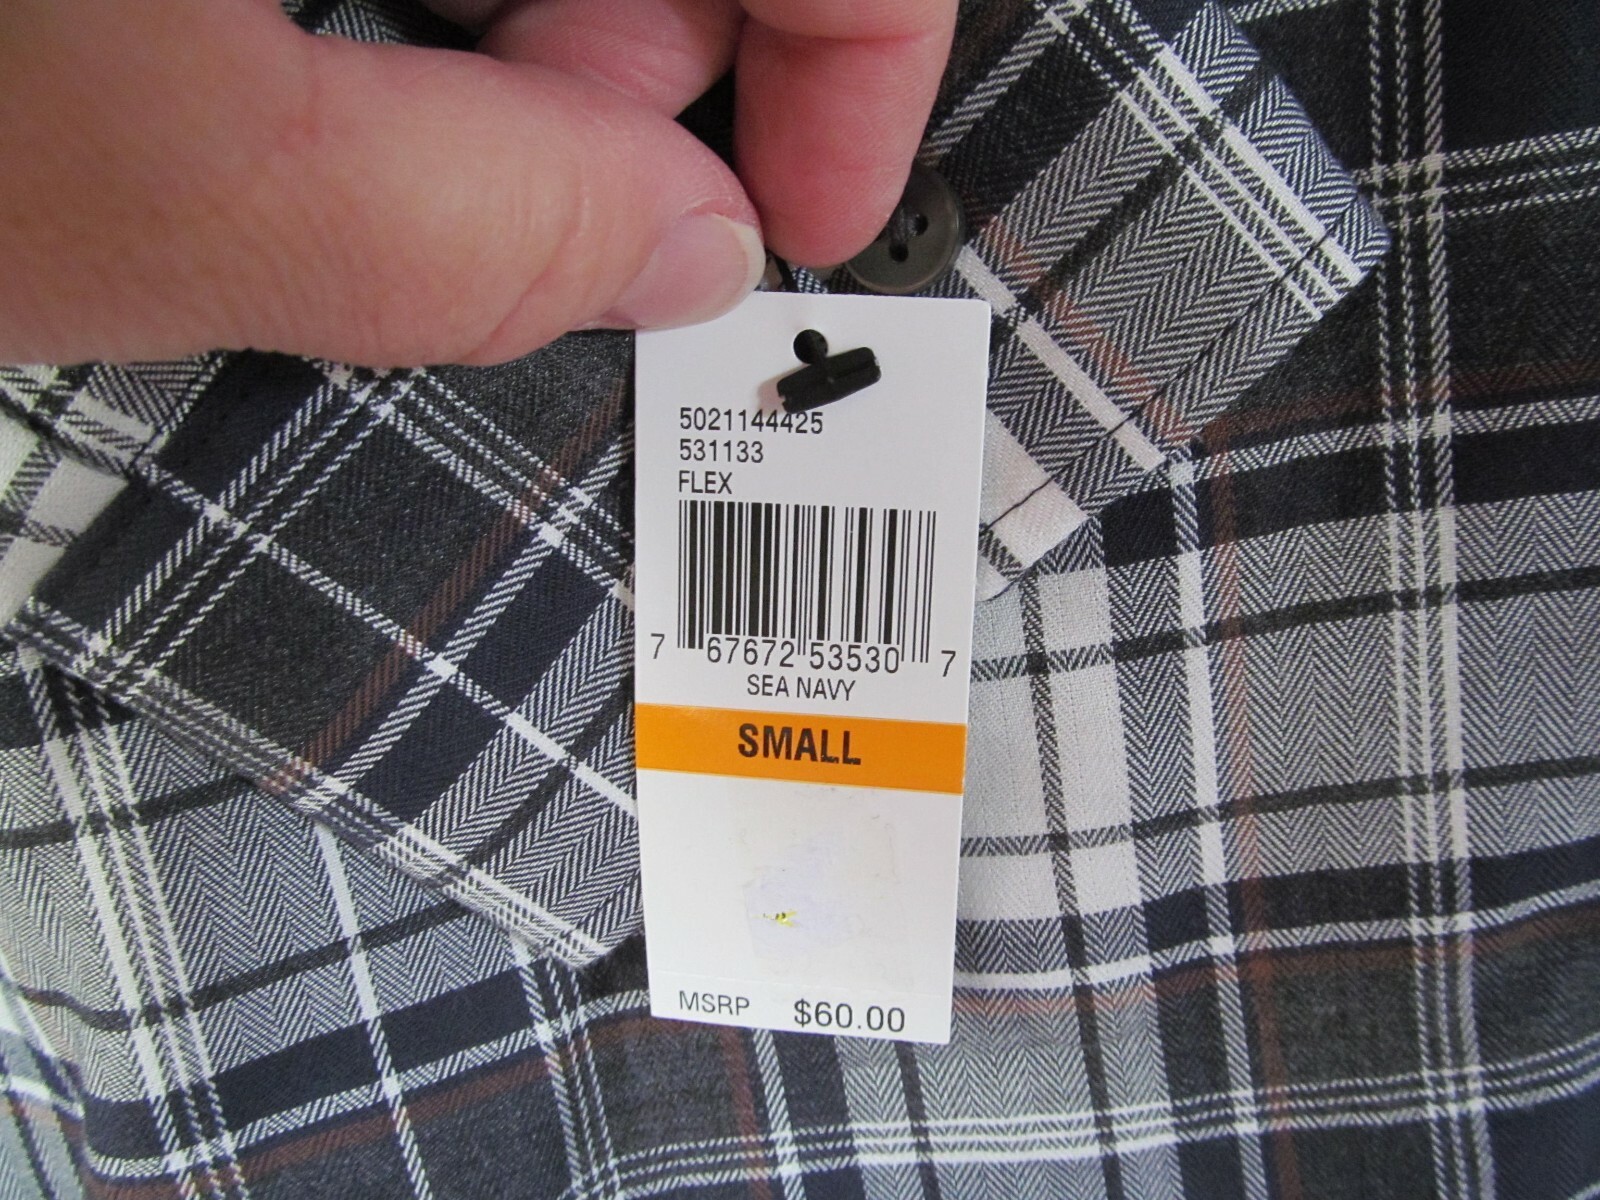 5021144425
531133
FLEX
7 67672 53530 7
SEA NAVY
SMALL
MSRP $60.00